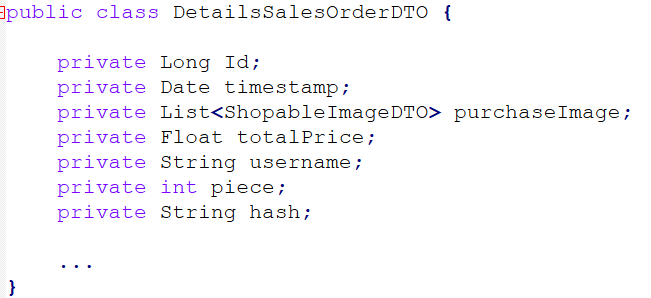 public class DetailsSalesOrderDTO {
private Long Id;
private Date timestamp;
private List<ShopableImageDTO> purchaseImage;
private Float totalPrice;
private String username;
private int piece;
private String hash;
...
}